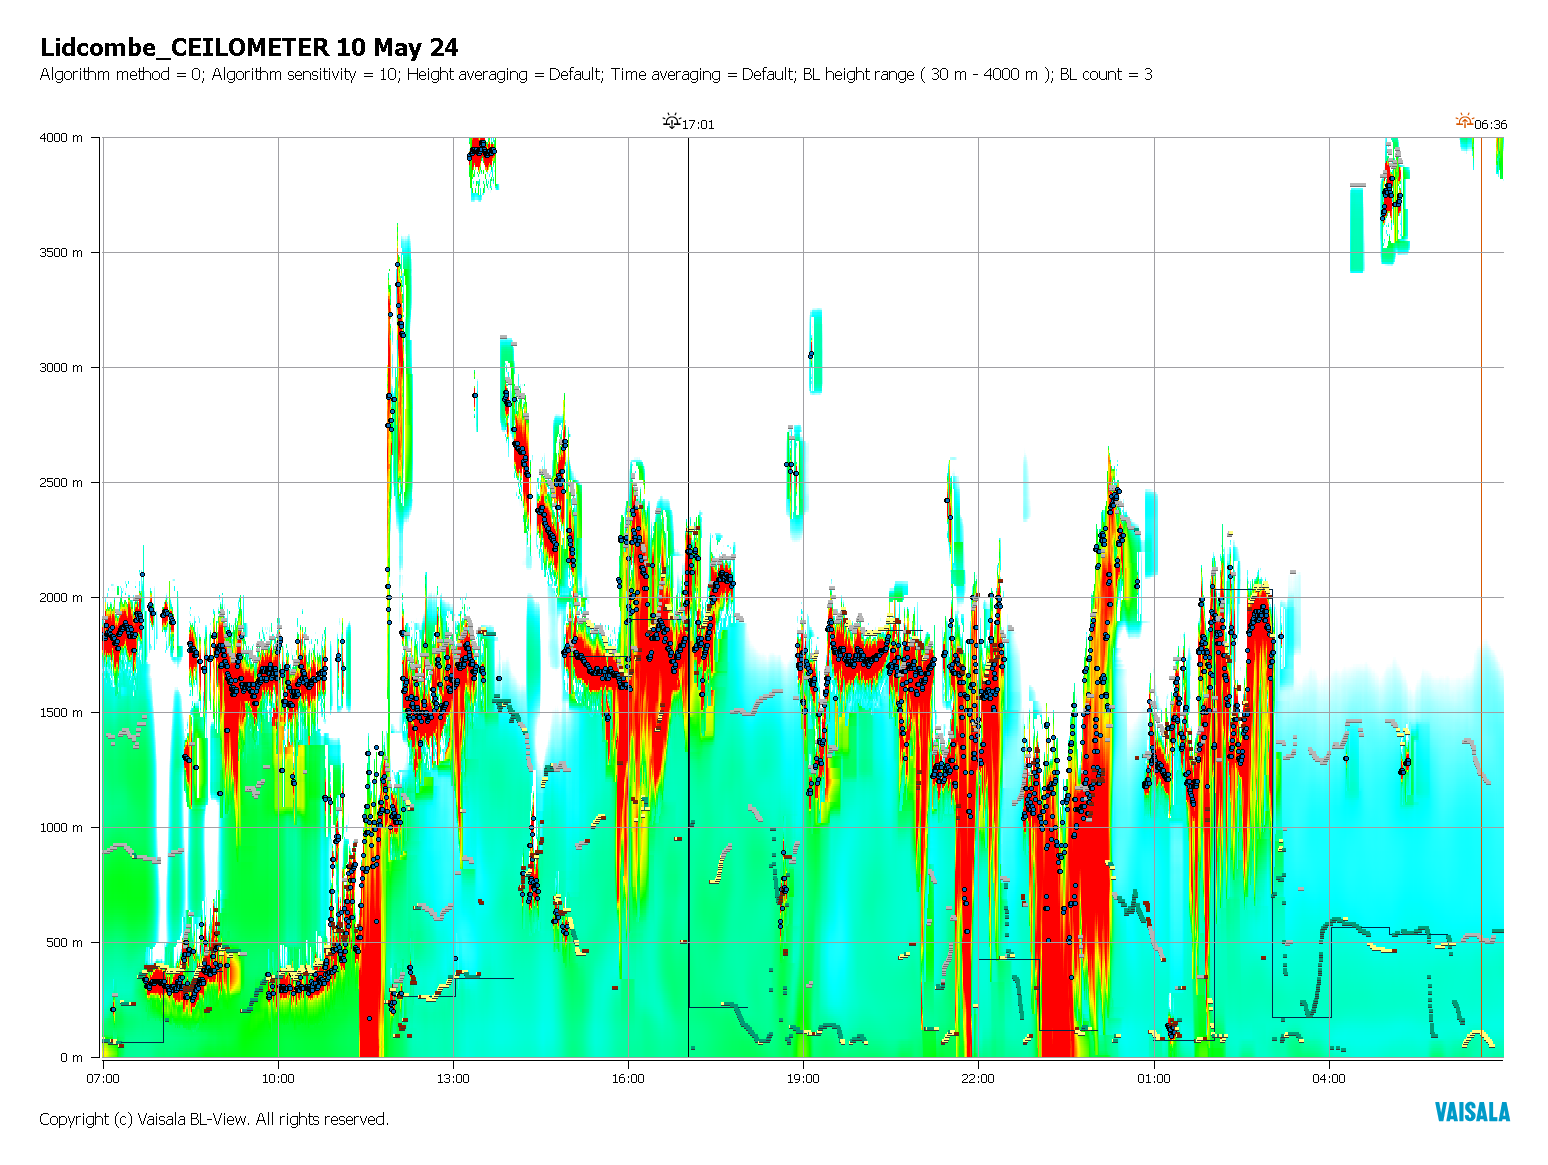 Lidcombe_CEILOMETER 10 May 24
Algorithm method = 0; Algorithm sensitivity = 10; Height averaging = Default; Time averaging = Default; BL height range ( 30 m - 4000 m ); BL count = 3
17:01
06:36
4000 m
3500 m
3000 m
2500 m
2000 m
1500 m
1000 m
500 m
0 m
07:00 10:00 13:00 16:00 19:00 22:00 01:00 04:00
Copyright (c) Vaisala BL-View. All rights reserved.
VAISALA